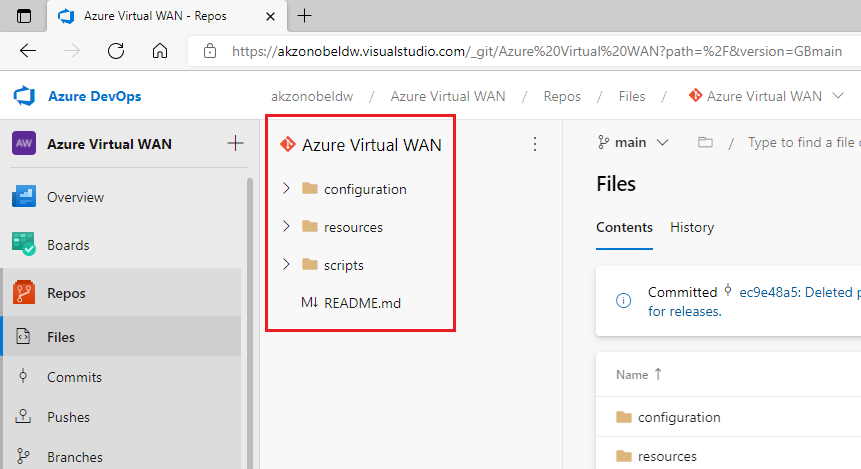 Azure Virtual WAN - Repos
https://akzonobeldw.visualstudio.com/_git/Azure%20Virtual%20WAN?path=%2F&version=GBmain
Azure DevOps
akzonobeldw / Azure Virtual WAN / Repos / Files / Azure Virtual WAN
AW Azure Virtual WAN
Overview
Boards
Repos
Files
Commits
Pushes
Branches
Azure Virtual WAN
configuration
resources
scripts
M↓ README.md
main / Type to find a file
Files
Contents History
Committed ec9e48a5: Deleted
for releases.
Name ↑
configuration
resources